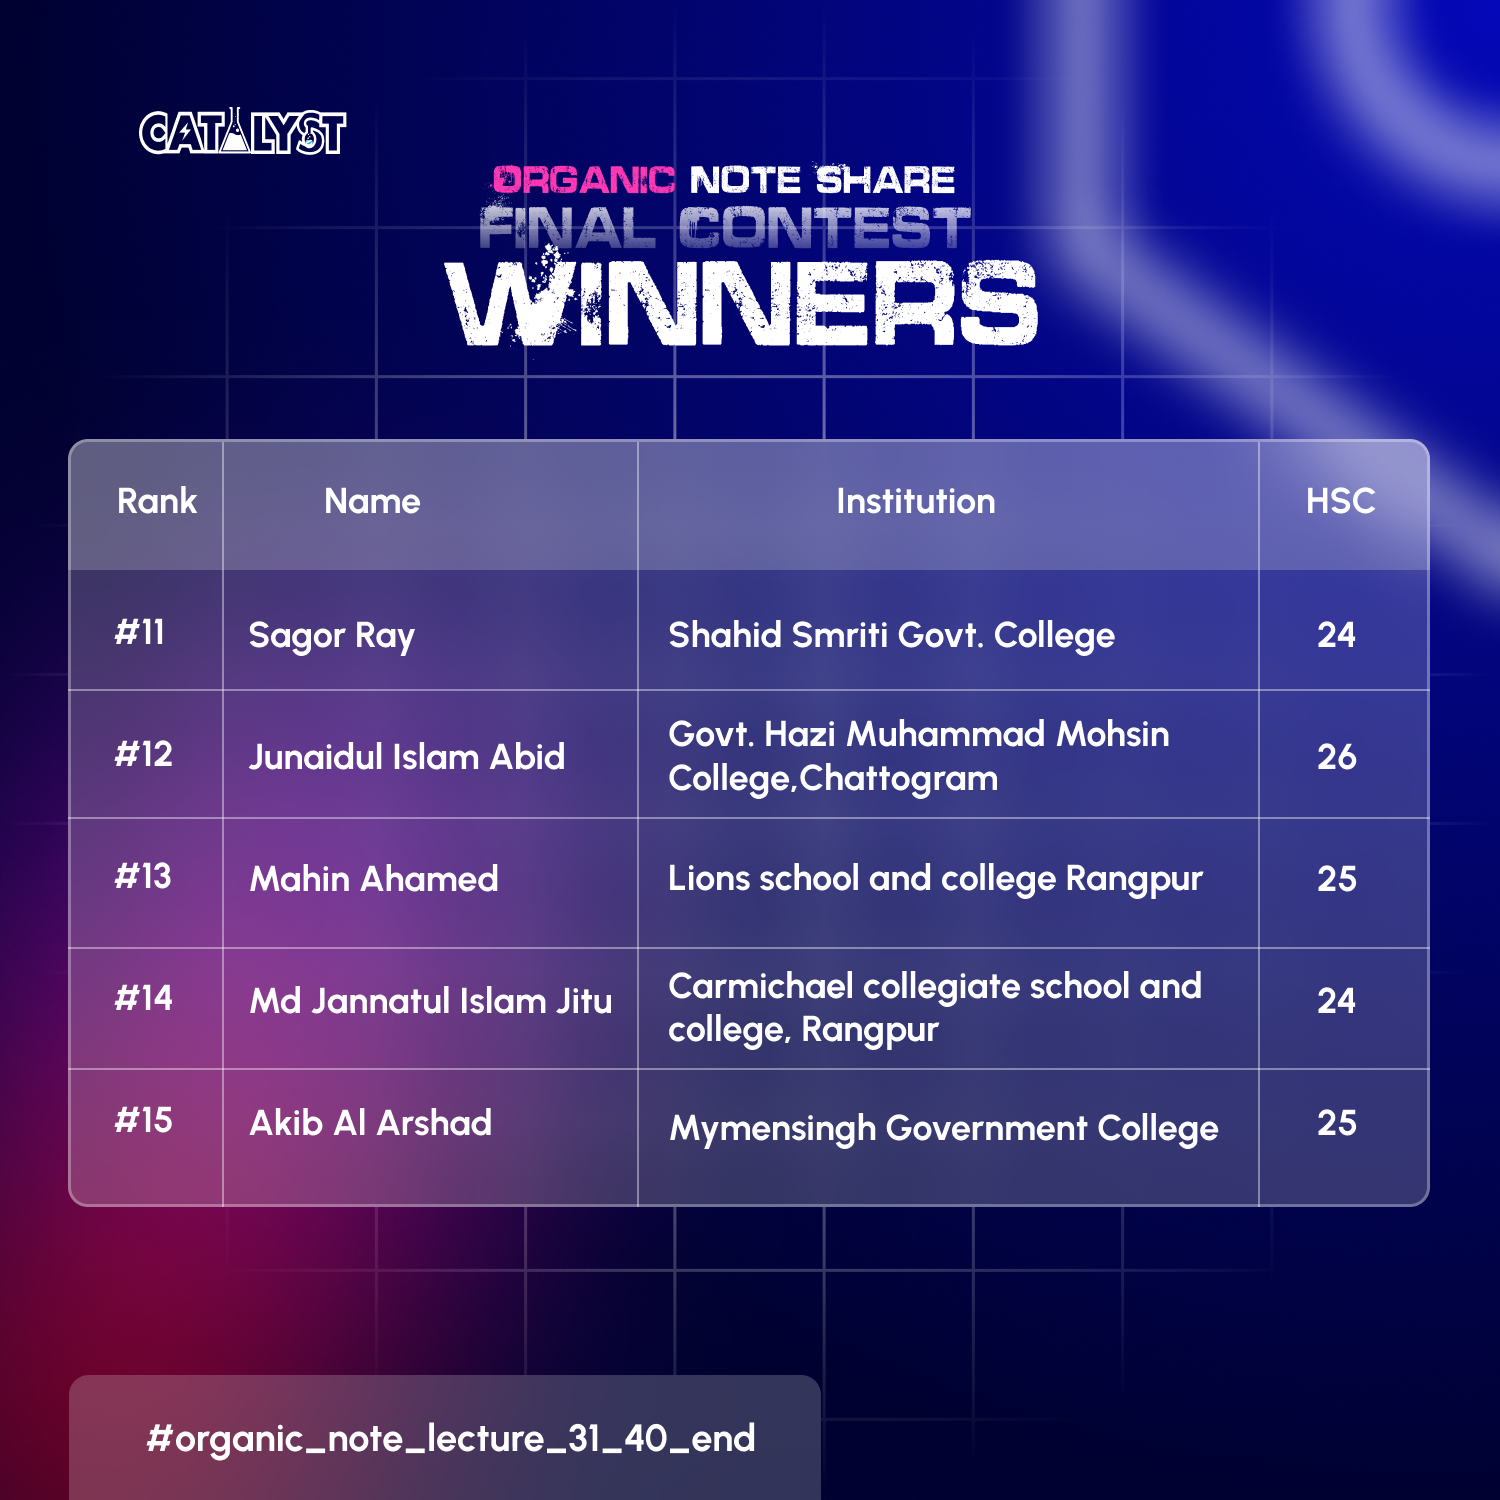 CATALYST
ORGANIC NOTE SHARE
FINAL CONTEST
WINNERS
Rank Name Institution HSC
#11 Sagor Ray Shahid Smriti Govt. College 24
#12 Junaidul Islam Abid Govt. Hazi Muhammad Mohsin
College,Chattogram 26
#13 Mahin Ahamed Lions school and college Rangpur 25
#14 Md Jannatul Islam Jitu Carmichael collegiate school and
college, Rangpur 24
#15 Akib Al Arshad Mymensingh Government College 25
#organic_note_lecture_31_40_end